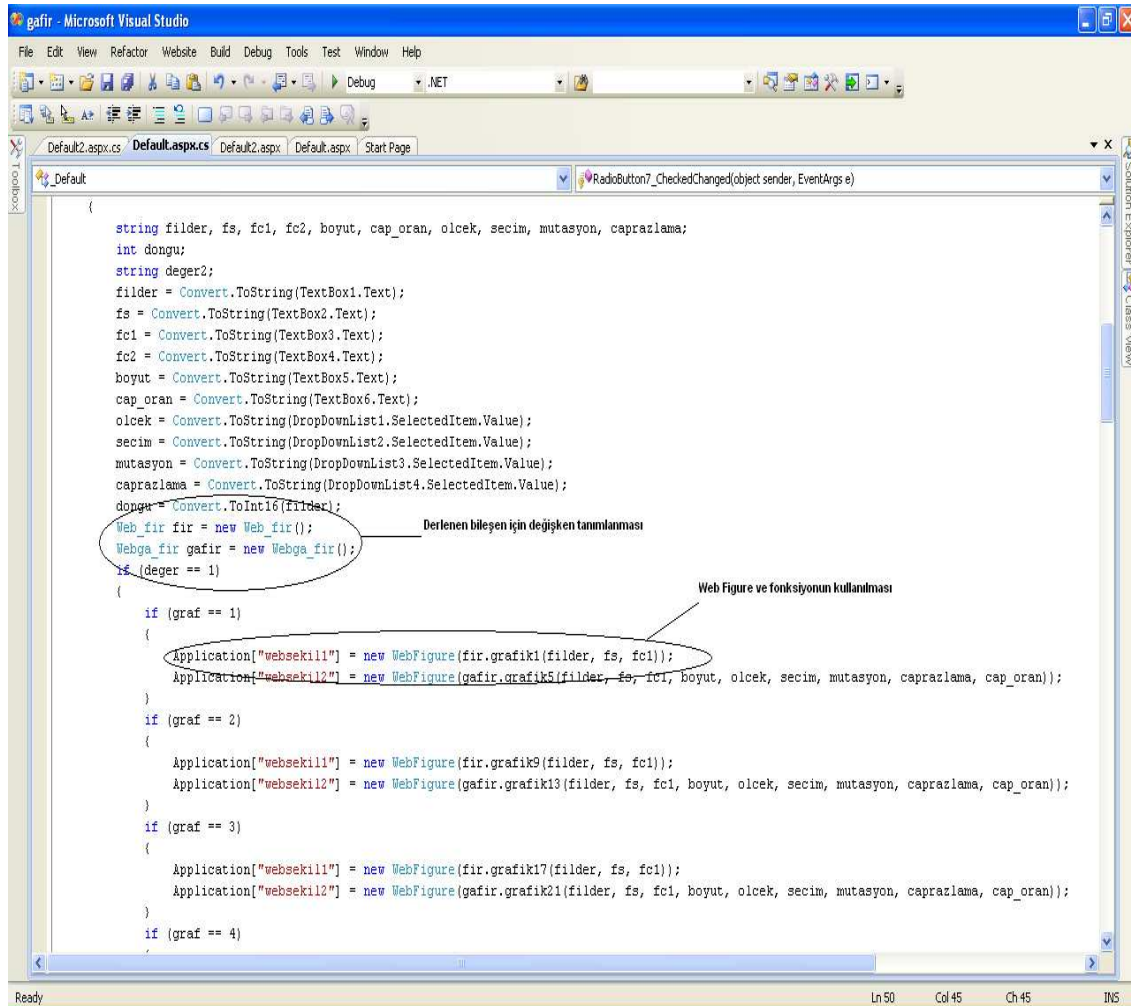 gafir - Microsoft Visual Studio
File Edit View Refactor Website Build Debug Tools Test Window Help
Debug .NET
Default2.aspx.cs Default.aspx.cs Default2.aspx Default.aspx Start Page
Toolbox
Solution Explorer
Class View
_Default RadioButton7_CheckedChanged(object sender, EventArgs e)
{
string filder, fs, fc1, fc2, boyut, cap_oran, olcek, secim, mutasyon, caprazlama;
int dongu;
string deger2;
filder = Convert.ToString(TextBox1.Text);
fs = Convert.ToString(TextBox2.Text);
fc1 = Convert.ToString(TextBox3.Text);
fc2 = Convert.ToString(TextBox4.Text);
boyut = Convert.ToString(TextBox5.Text);
cap_oran = Convert.ToString(TextBox6.Text);
olcek = Convert.ToString(DropDownList1.SelectedItem.Value);
secim = Convert.ToString(DropDownList2.SelectedItem.Value);
mutasyon = Convert.ToString(DropDownList3.SelectedItem.Value);
caprazlama = Convert.ToString(DropDownList4.SelectedItem.Value);
dongu = Convert.ToInt16(filder);
Web_fir fir = new Web_fir();
Derlenen bileşen için değişken tanımlanması
Webga_fir gafir = new Webga_fir();
if (deger == 1)
{
Web Figure ve fonksiyonun kullanılması
if (graf == 1)
{
Application["websekil1"] = new WebFigure(fir.grafik1(filder, fs, fc1));
Application["websekil2"] = new WebFigure(gafir.grafik5(filder, fs, fc1, boyut, olcek, secim, mutasyon, caprazlama, cap_oran));
}
if (graf == 2)
{
Application["websekil1"] = new WebFigure(fir.grafik9(filder, fs, fc1));
Application["websekil2"] = new WebFigure(gafir.grafik13(filder, fs, fc1, boyut, olcek, secim, mutasyon, caprazlama, cap_oran));
}
if (graf == 3)
{
Application["websekil1"] = new WebFigure(fir.grafik17(filder, fs, fc1));
Application["websekil2"] = new WebFigure(gafir.grafik21(filder, fs, fc1, boyut, olcek, secim, mutasyon, caprazlama, cap_oran));
}
if (graf == 4)
Ready Ln 50 Col 45 Ch 45 INS